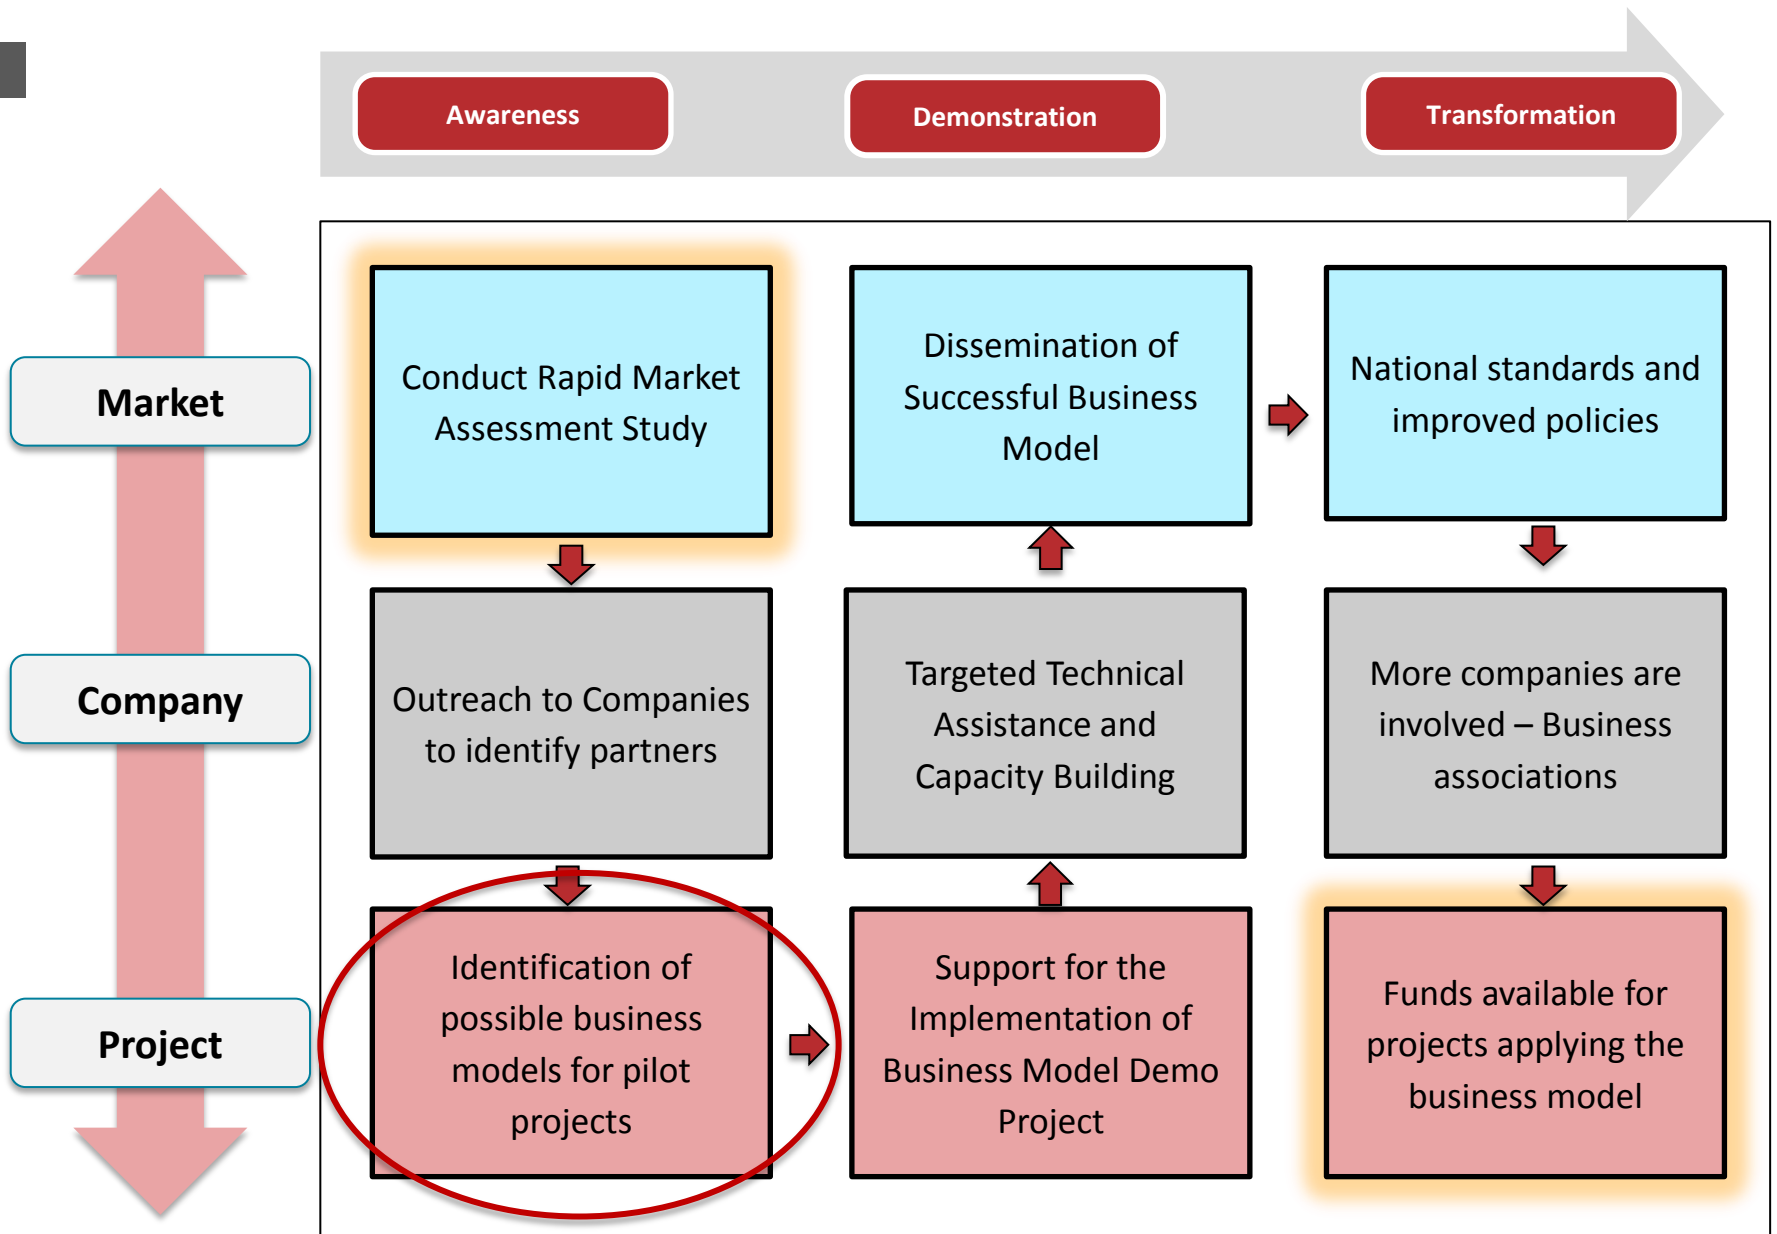 Awareness
Demonstration
Transformation
Market
Conduct Rapid Market
Assessment Study
Dissemination of
Successful Business
Model
National standards and
improved policies
Company
Outreach to Companies
to identify partners
Targeted Technical
Assistance and
Capacity Building
More companies are
involved – Business
associations
Project
Identification of
possible business
models for pilot
projects
Support for the
Implementation of
Business Model Demo
Project
Funds available for
projects applying the
business model